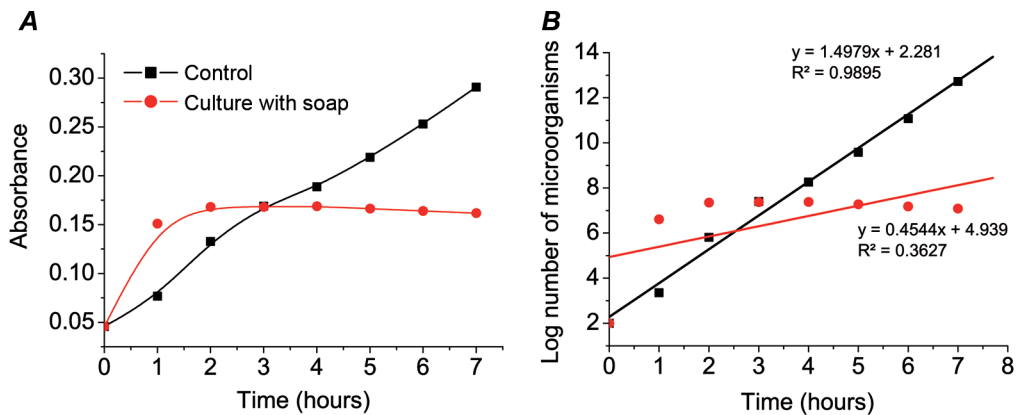 A
Absorbance
0.30
0.25
0.20
0.15
0.10
0.05
Control
Culture with soap
0 1 2 3 4 5 6 7
Time (hours)
B
Log number of microorganisms
14
12
10
8
6
4
2
y = 1.4979x + 2.281
R² = 0.9895
y = 0.4544x + 4.939
R² = 0.3627
0 1 2 3 4 5 6 7 8
Time (hours)